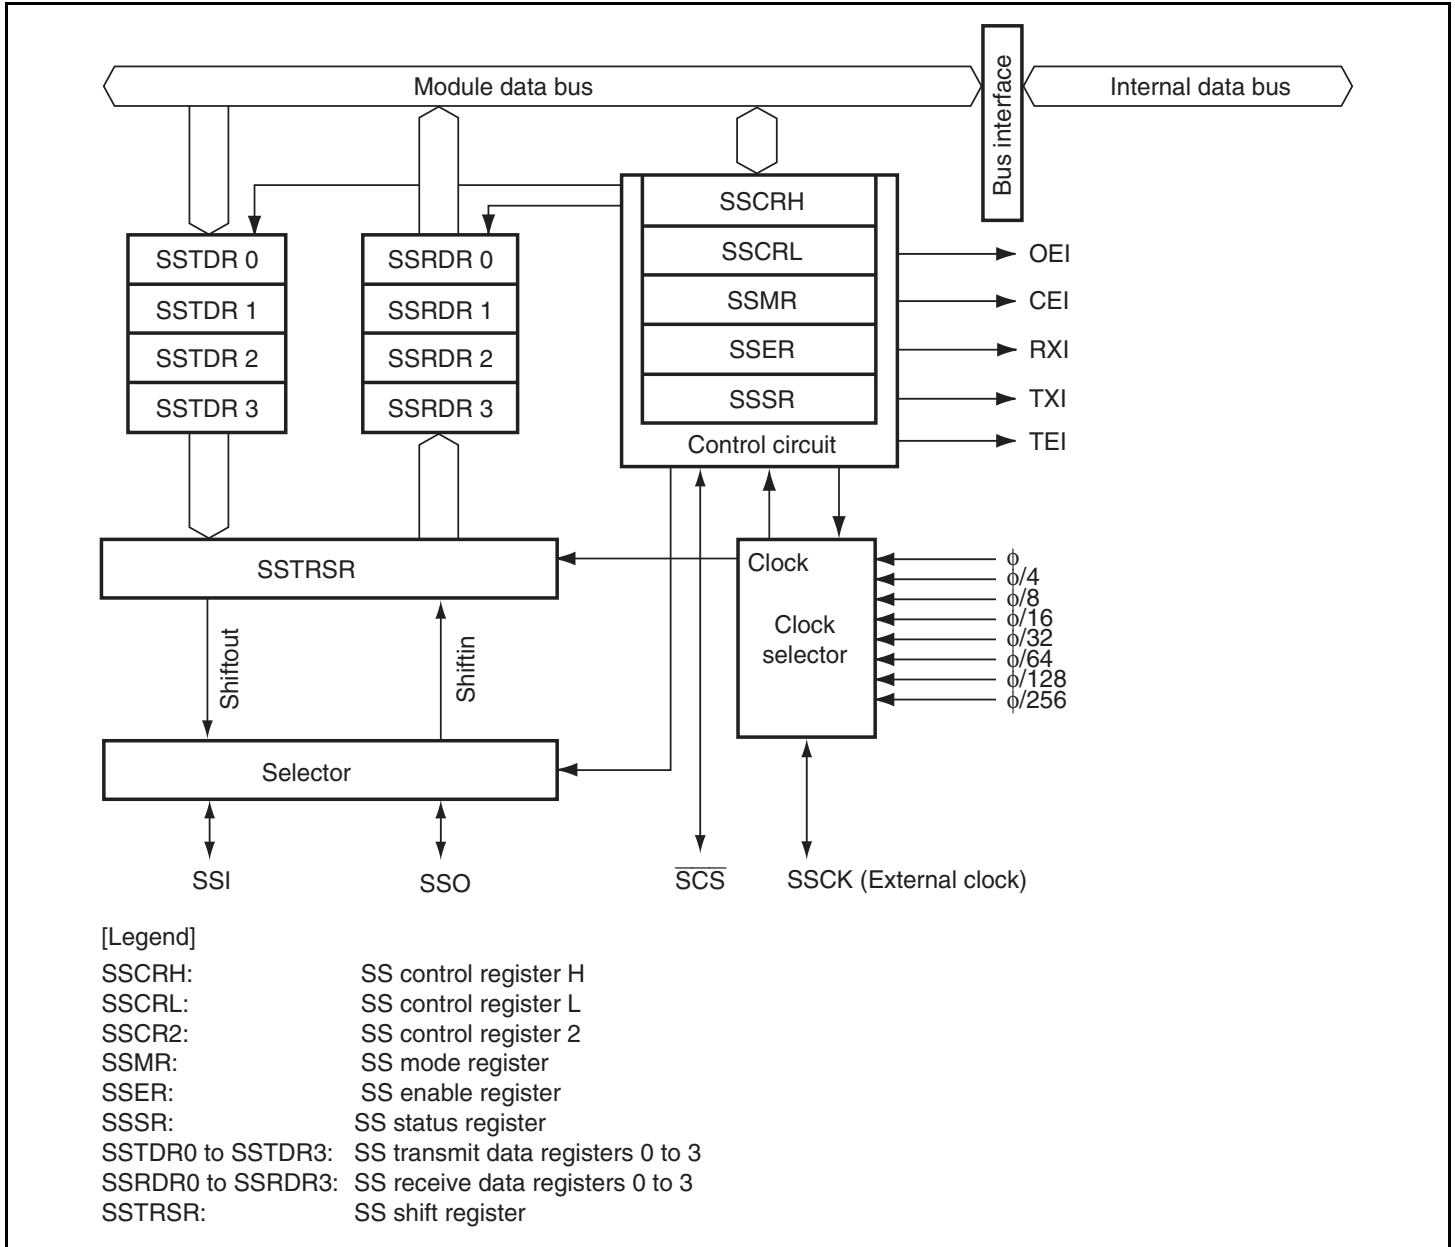 Module data bus
Bus interface
Internal data bus
SSCRH
SSCRL
SSMR
SSER
SSSR
Control circuit
SSTDR 0
SSTDR 1
SSTDR 2
SSTDR 3
SSRDR 0
SSRDR 1
SSRDR 2
SSRDR 3
OEI
CEI
RXI
TXI
TEI
SSTRSR
Clock
Clock
selector
ϕ
ϕ/4
ϕ/8
ϕ/16
ϕ/32
ϕ/64
ϕ/128
ϕ/256
Shiftout
Shiftin
Selector
SSI
SSO
SCS
SSCK (External clock)
[Legend]
SSCRH: SS control register H
SSCRL: SS control register L
SSCR2: SS control register 2
SSMR: SS mode register
SSER: SS enable register
SSSR: SS status register
SSTDR0 to SSTDR3: SS transmit data registers 0 to 3
SSRDR0 to SSRDR3: SS receive data registers 0 to 3
SSTRSR: SS shift register